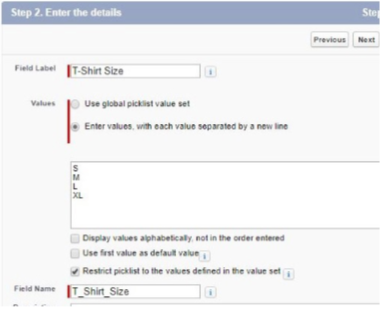 Step 2. Enter the details
Step
Previous Next
Field Label
T-Shirt Size
i
Values
Use global picklist value set
Enter values, with each value separated by a new line
S
M
L
XL
Display values alphabetically, not in the order entered
Use first value as default value i
Restrict picklist to the values defined in the value set i
Field Name
T_Shirt_Size
i